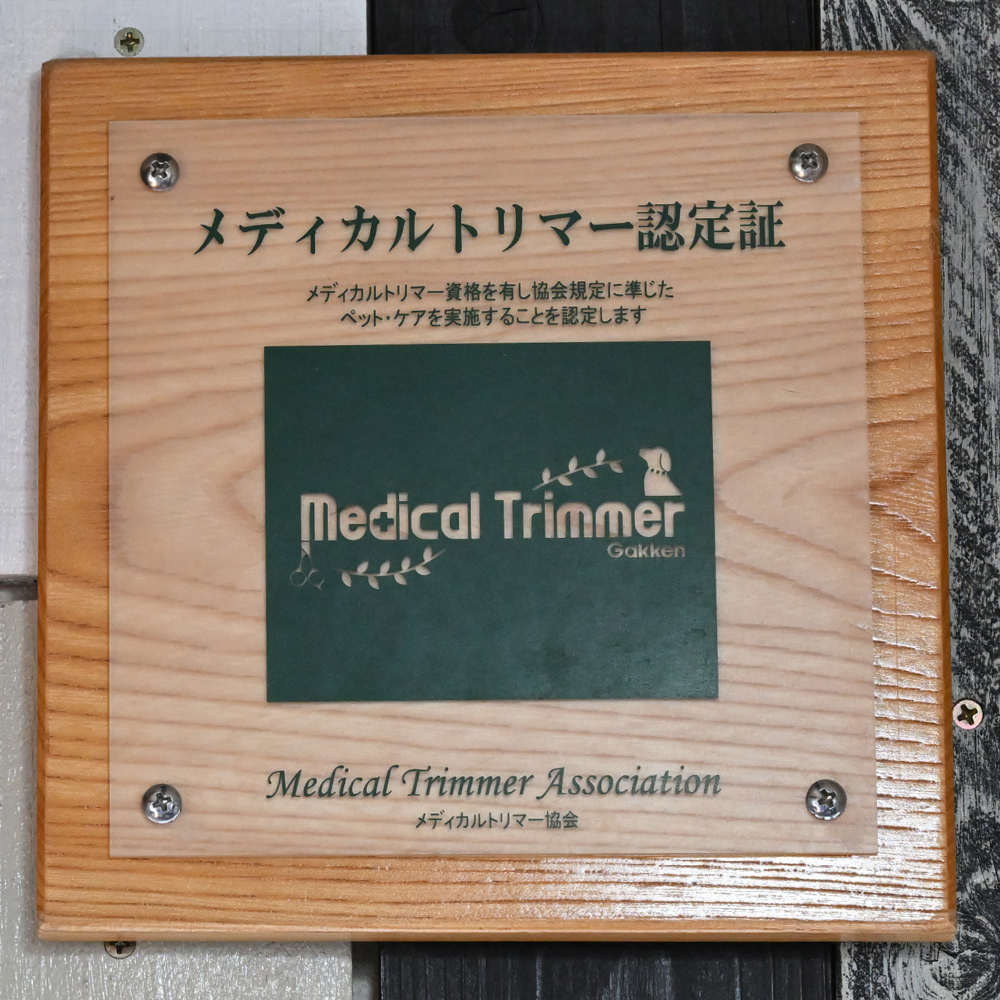 メディカルトリマー認定証
メディカルトリマー資格を有し協会規定に準じた
ペット・ケアを実施することを認定します
Medical Trimmer
Gakken
Medical Trimmer Association
メディカルトリマー協会